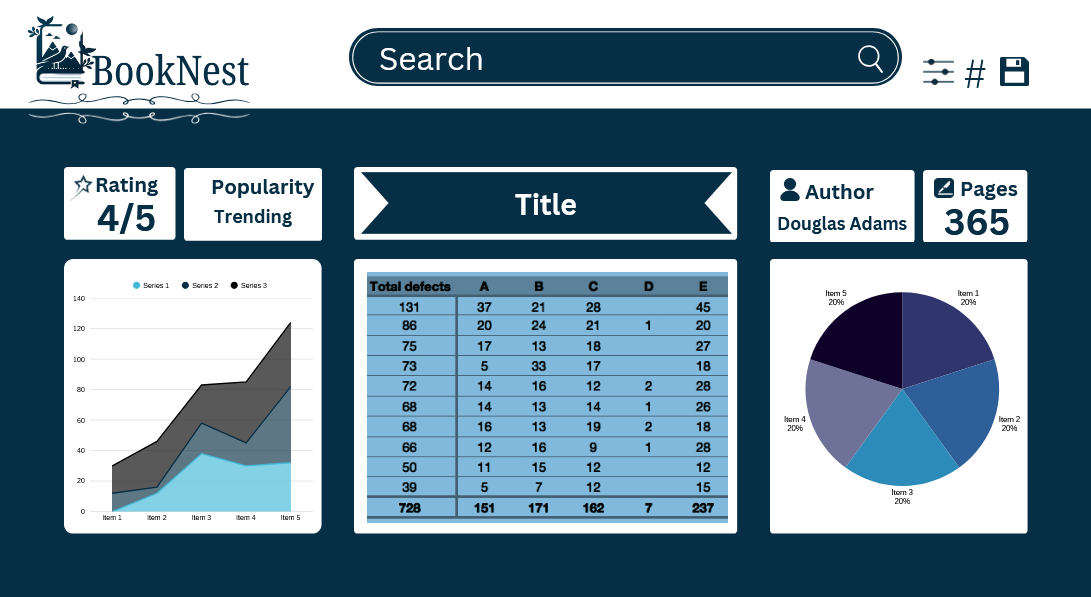 BookNest
Search
#
Rating
4/5
Popularity
Trending
Title
Author
Douglas Adams
Pages
365
Series 1 Series 2 Series 3
140
120
100
80
60
40
20
0
Item 1 Item 2 Item 3 Item 4 Item 5
Total defects A B C D E
131 37 21 28 45
86 20 24 21 1 20
75 17 13 18 27
73 5 33 17 18
72 14 16 12 2 28
68 14 13 14 1 26
68 16 13 19 2 18
66 12 16 9 1 28
50 11 15 12 12
39 5 7 12 15
728 151 171 162 7 237
Item 5
20%
Item 1
20%
Item 4
20%
Item 2
20%
Item 3
20%